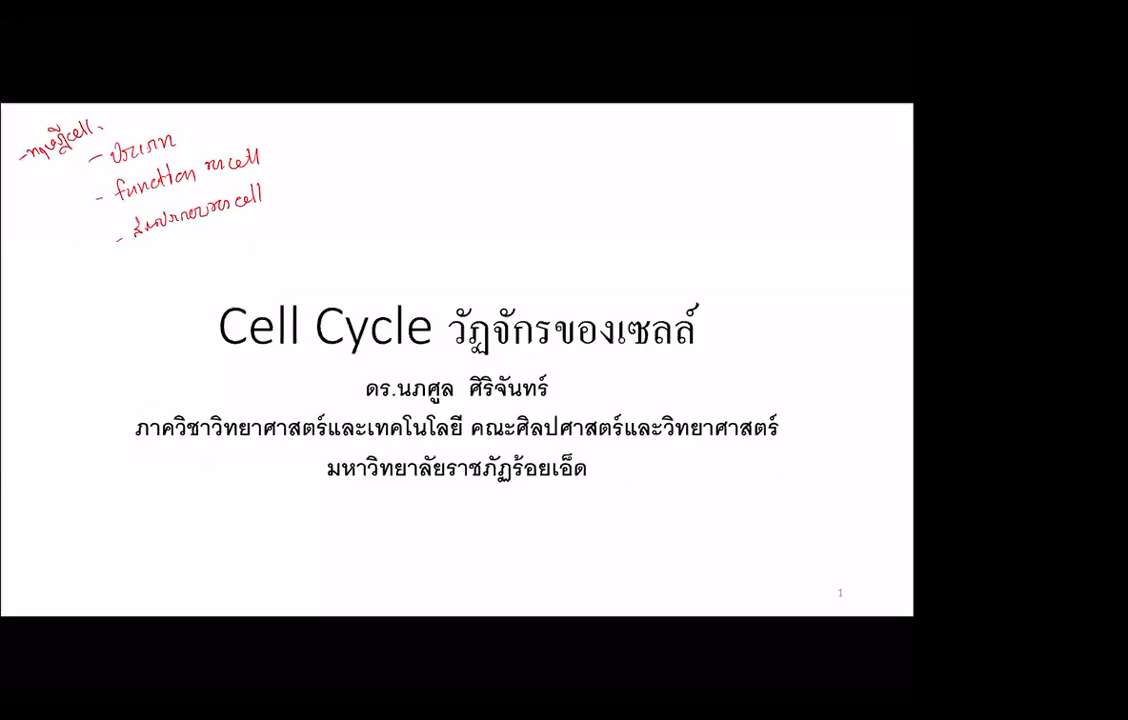 - ทฤษฎีcell
- ประเภท
- function ของ cell
- ส่วนประกอบของ cell
Cell Cycle วัฏจักรของเซลล์
ดร.นภศูล ศิริจันทร์
ภาควิชาวิทยาศาสตร์และเทคโนโลยี คณะศิลปศาสตร์และวิทยาศาสตร์
มหาวิทยาลัยราชภัฏร้อยเอ็ด
1